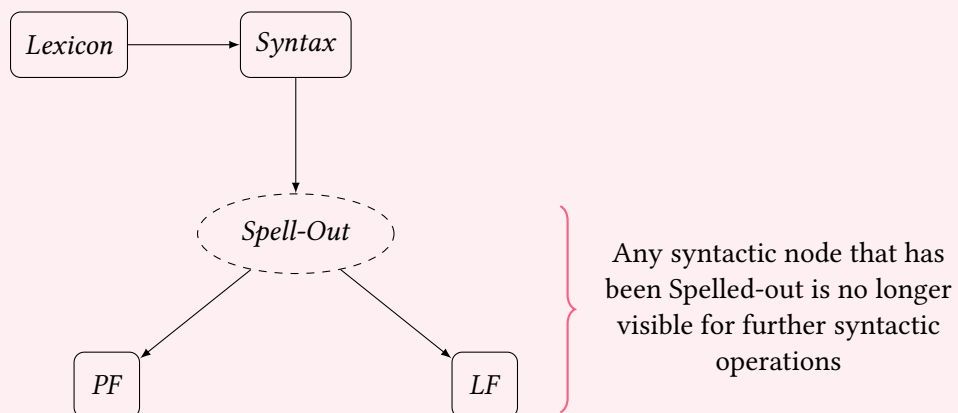 Lexicon
Syntax
Spell-Out
Any syntactic node that has
been Spelled-out is no longer
visible for further syntactic
operations
PF
LF